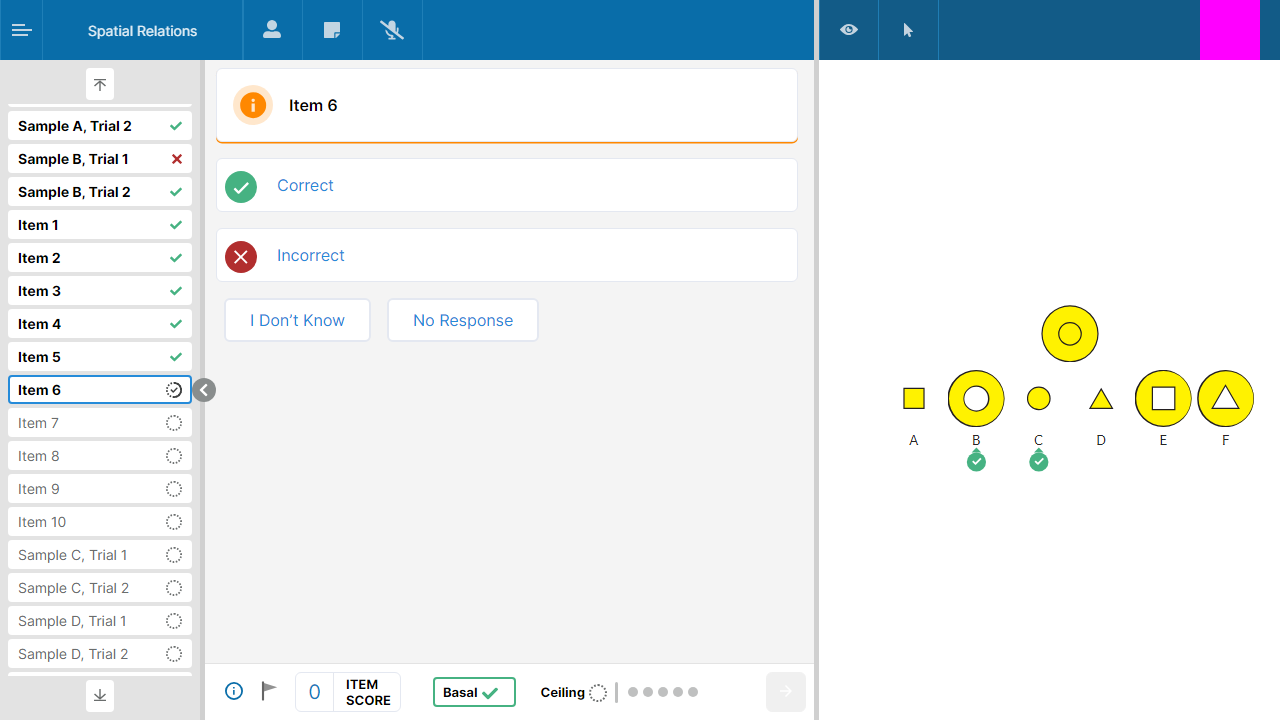 Spatial Relations
Sample A, Trial 2
Sample B, Trial 1
Sample B, Trial 2
Item 1
Item 2
Item 3
Item 4
Item 5
Item 6
Item 7
Item 8
Item 9
Item 10
Sample C, Trial 1
Sample C, Trial 2
Sample D, Trial 1
Sample D, Trial 2
Item 6
Correct
Incorrect
I Don’t Know No Response
0 ITEM
SCORE
Basal
Ceiling
A B C D E F